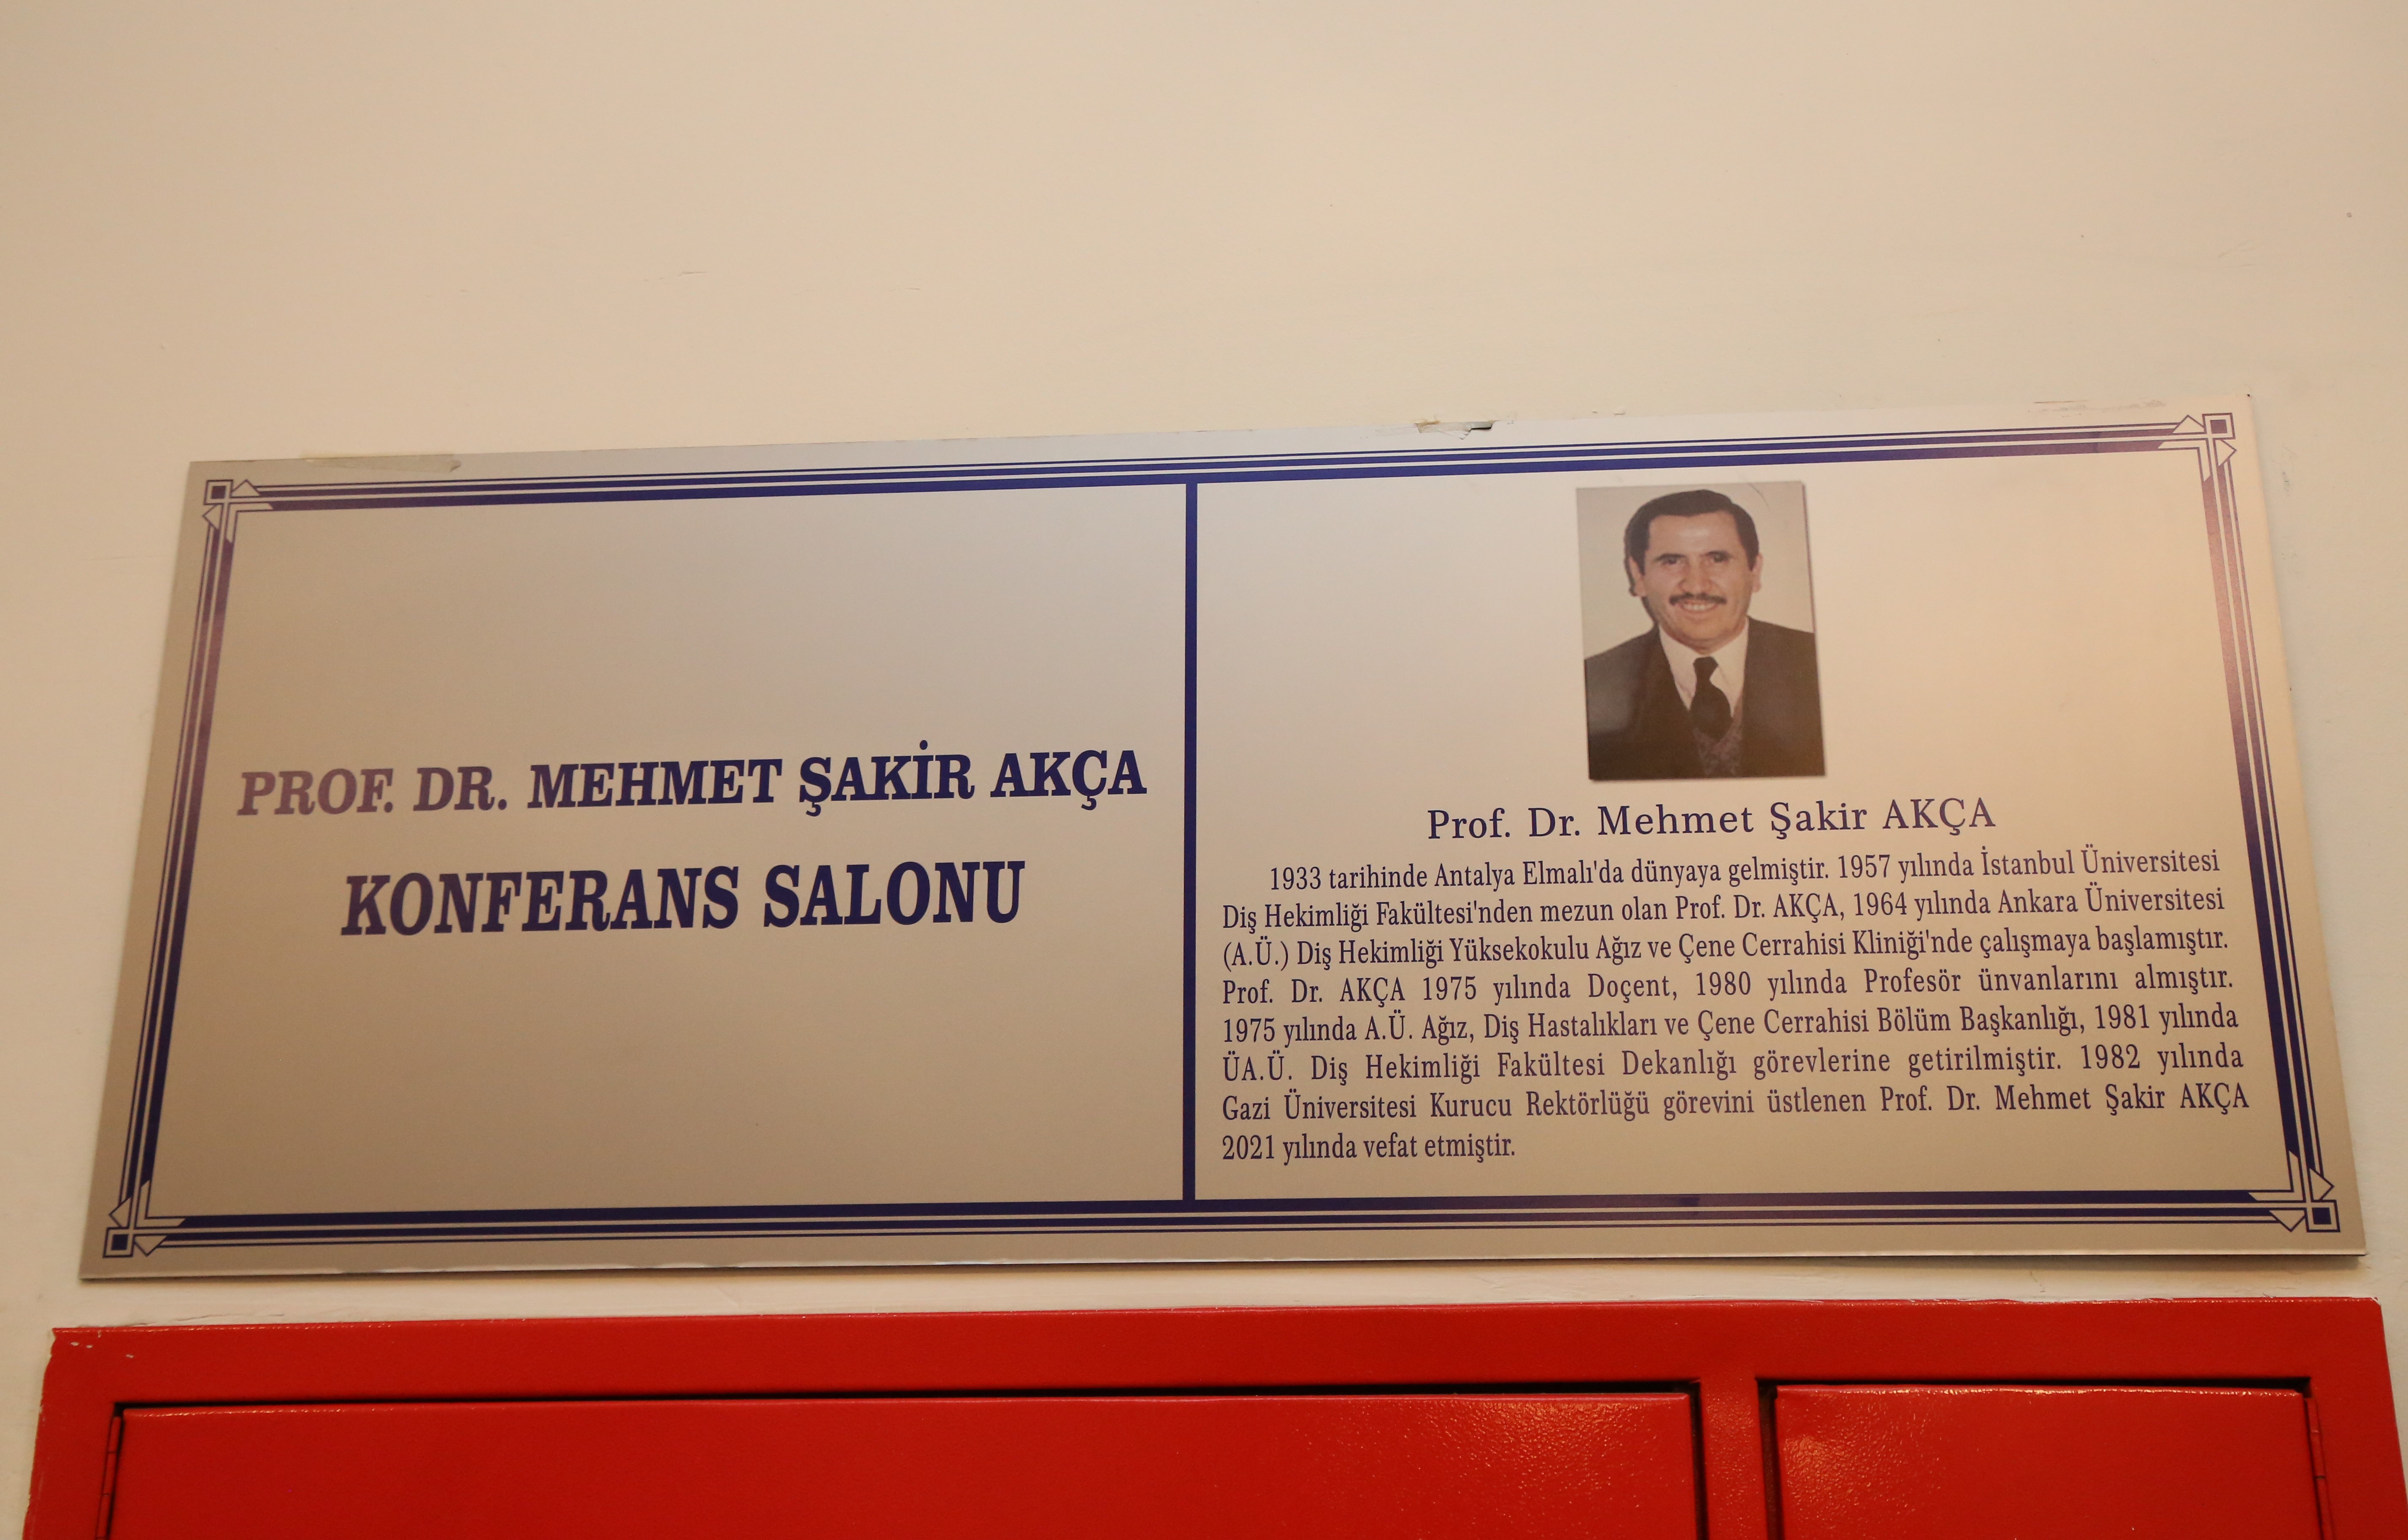 PROF. DR. MEHMET ŞAKİR AKÇA
KONFERANS SALONU
Prof. Dr. Mehmet Şakir AKÇA
1933 tarihinde Antalya Elmalı'da dünyaya gelmiştir. 1957 yılında İstanbul Üniversitesi
Diş Hekimliği Fakültesi'nden mezun olan Prof. Dr. AKÇA, 1964 yılında Ankara Üniversitesi
(A.Ü.) Diş Hekimliği Yüksekokulu Ağız ve Çene Cerrahisi Kliniği'nde çalışmaya başlamıştır.
Prof. Dr. AKÇA 1975 yılında Doçent, 1980 yılında Profesör ünvanlarını almıştır.
1975 yılında A.Ü. Ağız, Diş Hastalıkları ve Çene Cerrahisi Bölüm Başkanlığı, 1981 yılında
ÜA.Ü. Diş Hekimliği Fakültesi Dekanlığı görevlerine getirilmiştir. 1982 yılında
Gazi Üniversitesi Kurucu Rektörlüğü görevini üstlenen Prof. Dr. Mehmet Şakir AKÇA
2021 yılında vefat etmiştir.